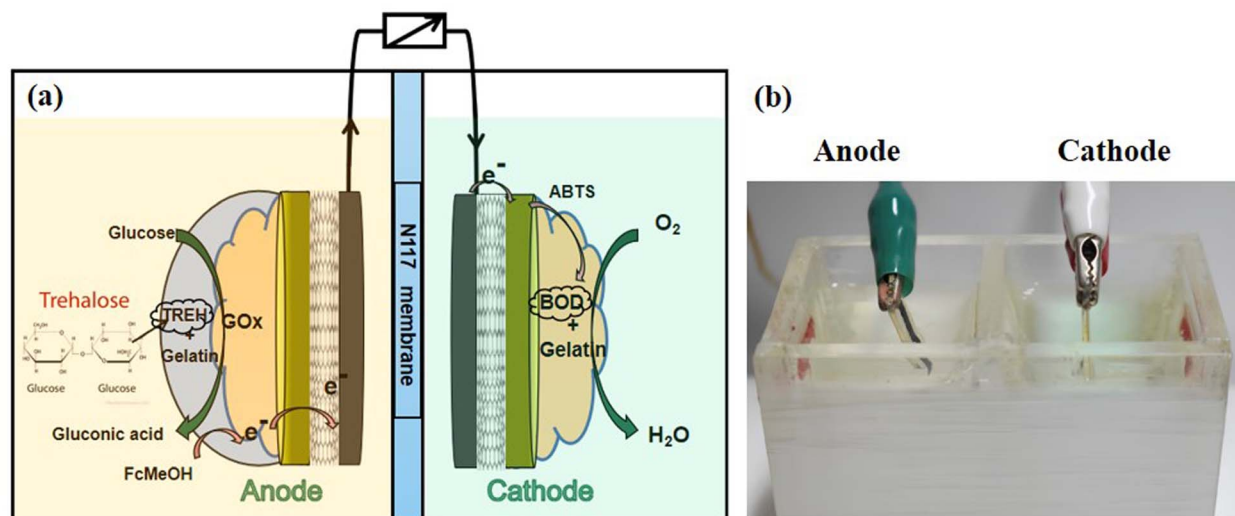 (a)
Glucose
Trehalose
TREH
+
Gelatin
GOx
Glucose
Glucose
Gluconic acid
FcMeOH
e-
e-
Anode
N117 membrane
e-
ABTS
O2
BOD
+
Gelatin
H2O
Cathode
(b)
Anode
Cathode